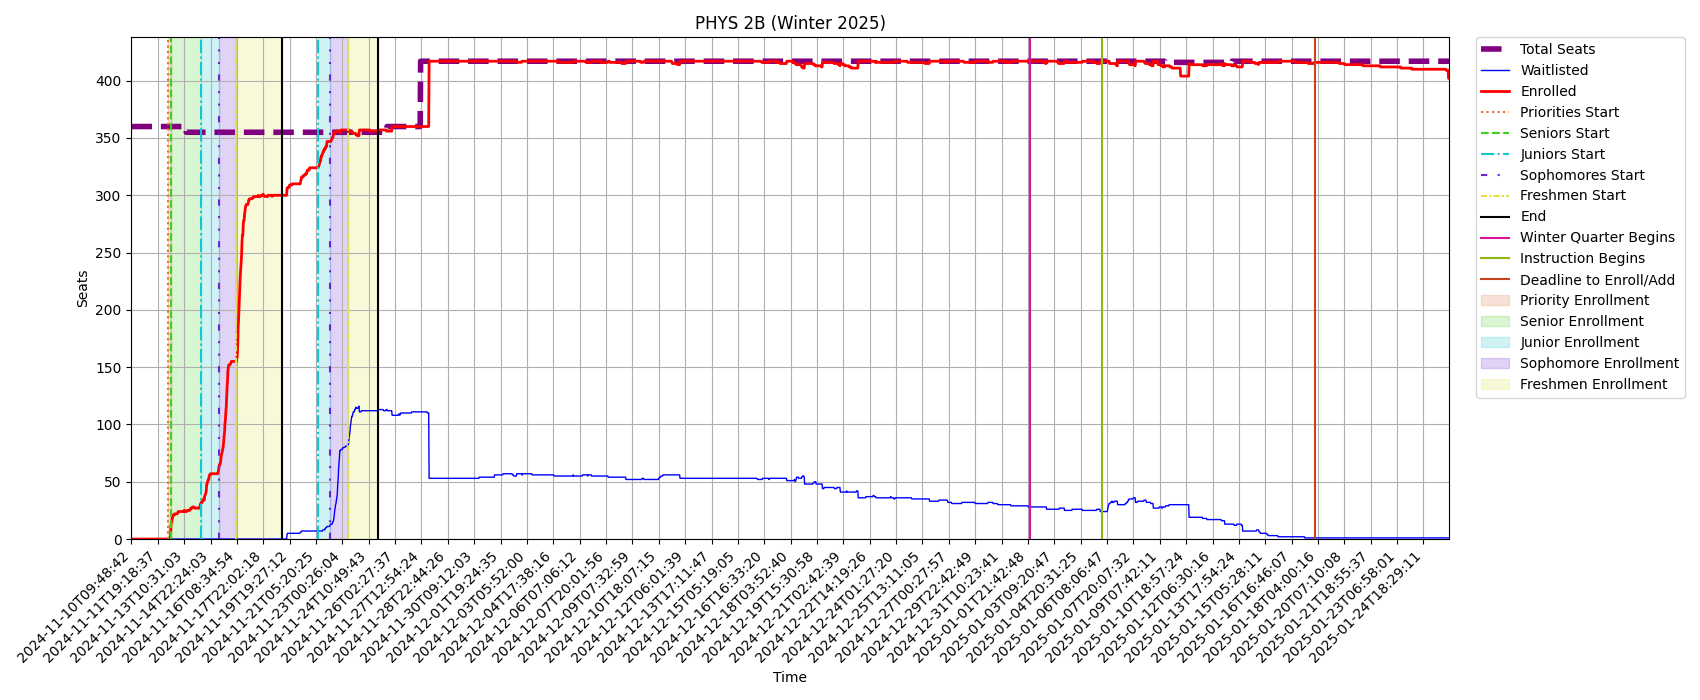 PHYS 2B (Winter 2025)
Seats
400
350
300
250
200
150
100
50
0
2024-11-10T09:48:42
2024-11-11T19:18:37
2024-11-13T10:31:03
2024-11-14T22:24:03
2024-11-16T08:34:54
2024-11-17T22:02:18
2024-11-19T19:27:12
2024-11-21T05:20:25
2024-11-23T00:26:04
2024-11-24T10:49:43
2024-11-26T02:27:37
2024-11-27T12:54:24
2024-11-28T22:44:26
2024-11-30T09:12:03
2024-12-01T19:24:35
2024-12-03T05:52:00
2024-12-04T17:38:16
2024-12-06T07:06:12
2024-12-07T20:01:56
2024-12-09T07:32:59
2024-12-10T18:07:15
2024-12-12T06:01:39
2024-12-13T17:11:47
2024-12-15T05:19:05
2024-12-16T16:33:20
2024-12-18T03:52:40
2024-12-19T15:30:58
2024-12-21T02:42:39
2024-12-22T14:19:26
2024-12-24T01:27:20
2024-12-25T13:11:05
2024-12-27T00:27:57
2024-12-29T22:42:49
2024-12-31T10:23:41
2025-01-01T21:42:48
2025-01-03T09:20:47
2025-01-04T20:31:25
2025-01-06T08:06:47
2025-01-07T20:07:32
2025-01-09T07:42:11
2025-01-10T18:57:24
2025-01-12T06:30:16
2025-01-13T17:54:24
2025-01-15T05:28:11
2025-01-16T16:46:07
2025-01-18T04:00:16
2025-01-20T07:10:08
2025-01-21T18:55:37
2025-01-23T06:58:01
2025-01-24T18:29:11
Time
Total Seats
Waitlisted
Enrolled
Priorities Start
Seniors Start
Juniors Start
Sophomores Start
Freshmen Start
End
Winter Quarter Begins
Instruction Begins
Deadline to Enroll/Add
Priority Enrollment
Senior Enrollment
Junior Enrollment
Sophomore Enrollment
Freshmen Enrollment